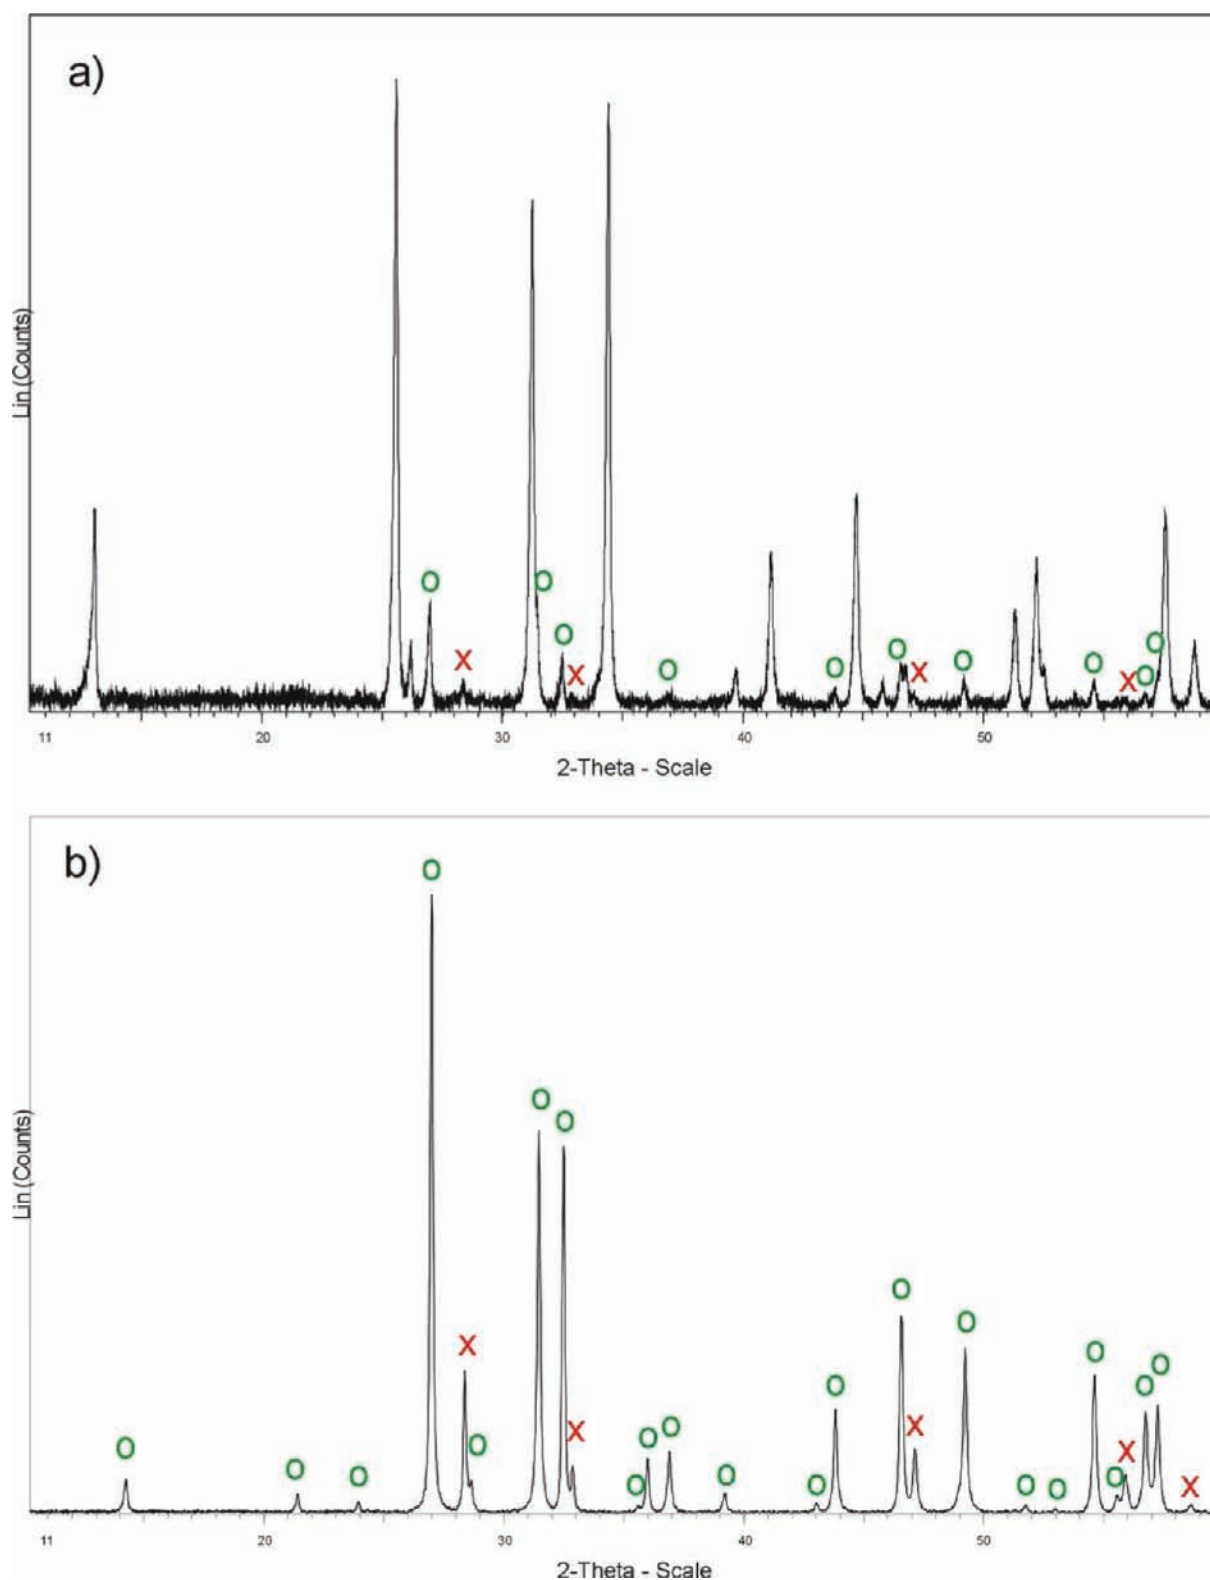 a)
O O X O O X O O O X O O X O O
Lin (Counts)
11 20 30 40 50
2-Theta - Scale
b)
O
O O
O
X O O
O X O X O O O O
O O O O O O O X
O O O O X
Lin (Counts)
11 20 30 40 50
2-Theta - Scale